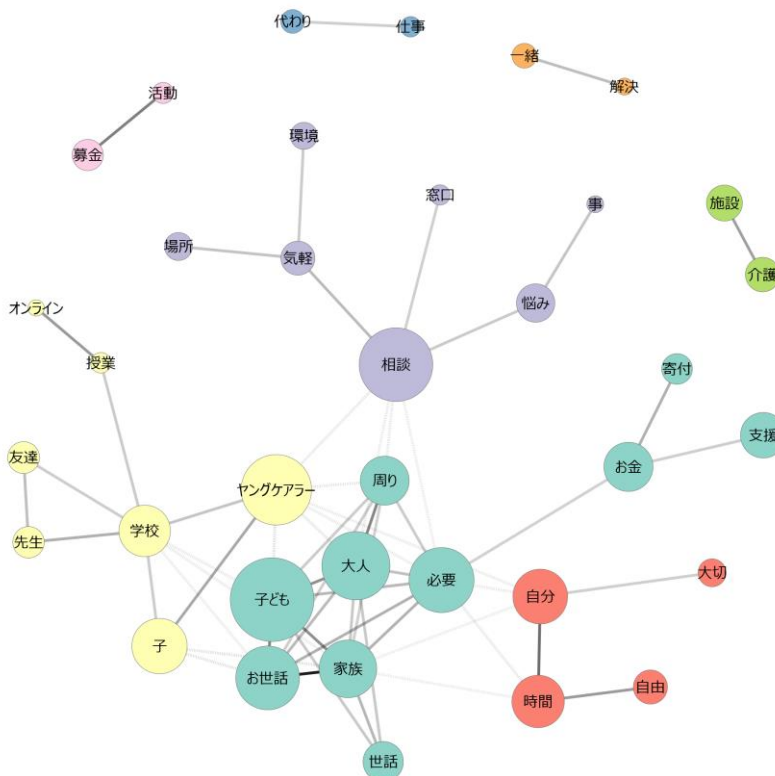 代わり
仕事
一緒
解決
活動
募金
環境
窓口
事
施設
場所
気軽
介護
悩み
オンライン
授業
相談
寄付
支援
友達
お金
ヤングケアラー
周り
学校
先生
大人
必要
大切
子ども
自分
子
お世話
家族
自由
時間
世話